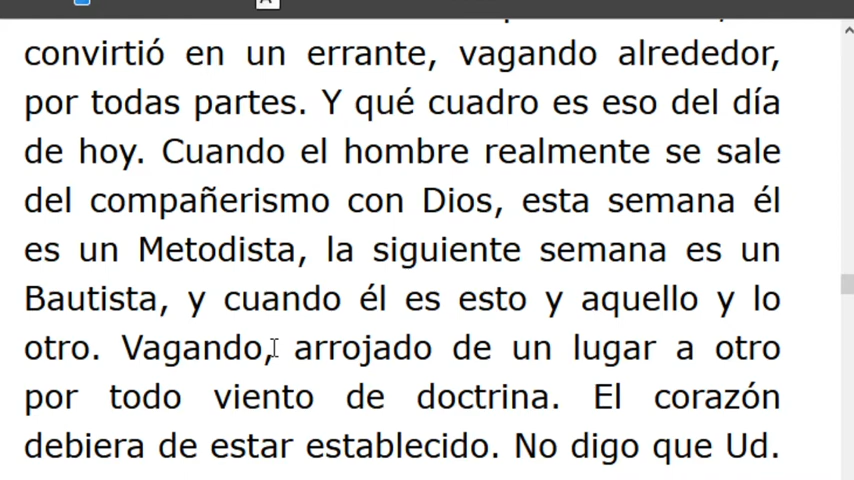 convirtió en un errante, vagando alrededor,
por todas partes. Y qué cuadro es eso del día
de hoy. Cuando el hombre realmente se sale
del compañerismo con Dios, esta semana él
es un Metodista, la siguiente semana es un
Bautista, y cuando él es esto y aquello y lo
otro. Vagando, arrojado de un lugar a otro
por todo viento de doctrina. El corazón
debiera de estar establecido. No digo que Ud.